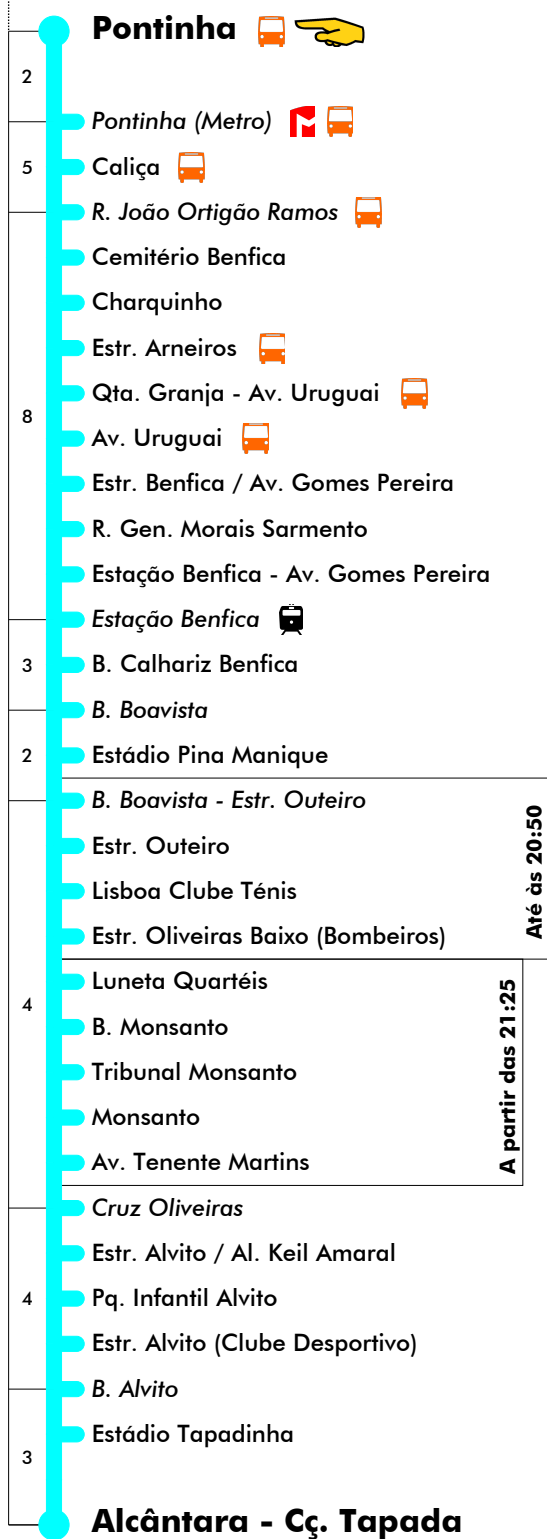 Pontinha
2
Pontinha (Metro)
5
Caliça
R. João Ortigão Ramos
Cemitério Benfica
Charquinho
Estr. Arneiros
Qta. Granja - Av. Uruguai
8
Av. Uruguai
Estr. Benfica / Av. Gomes Pereira
R. Gen. Morais Sarmento
Estação Benfica - Av. Gomes Pereira
Estação Benfica
3
B. Calhariz Benfica
B. Boavista
2
Estádio Pina Manique
B. Boavista - Estr. Outeiro
Estr. Outeiro
Lisboa Clube Ténis
Estr. Oliveiras Baixo (Bombeiros)
Até às 20:50
Luneta Quartéis
4
B. Monsanto
Tribunal Monsanto
Monsanto
Av. Tenente Martins
A partir das 21:25
Cruz Oliveiras
Estr. Alvito / Al. Keil Amaral
4
Pq. Infantil Alvito
Estr. Alvito (Clube Desportivo)
B. Alvito
Estádio Tapadinha
3
Alcântara - Cç. Tapada